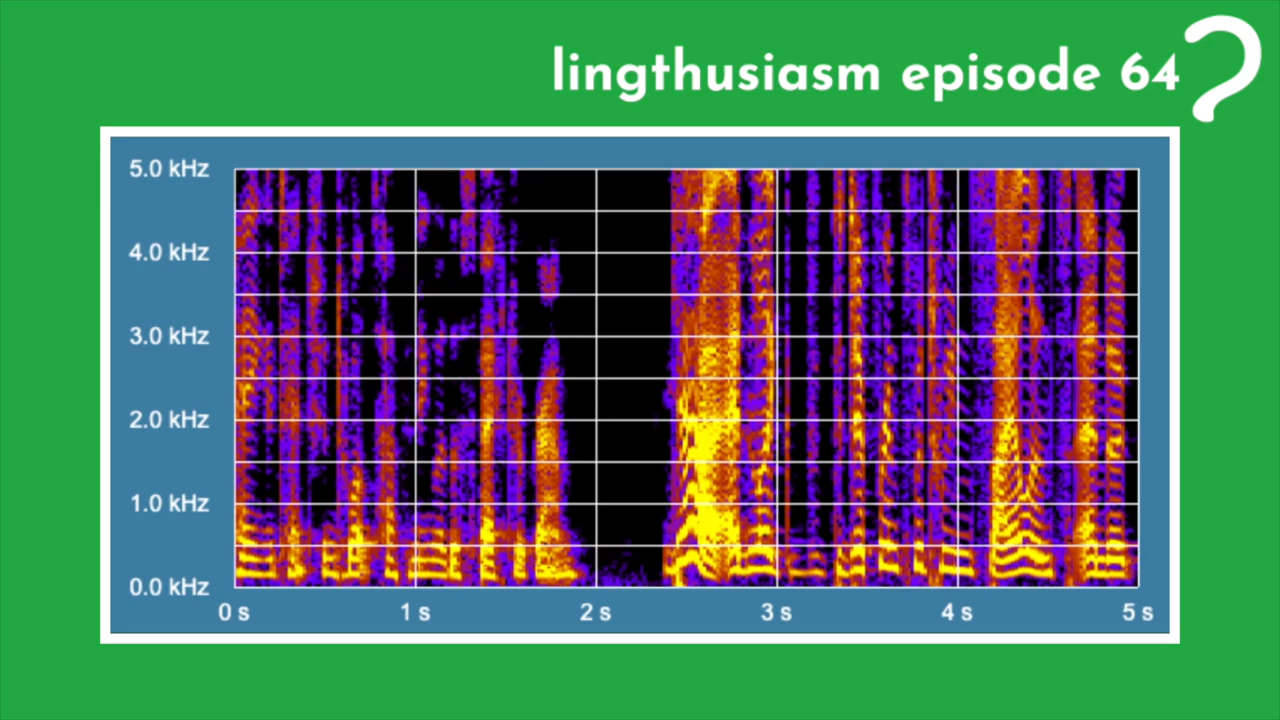 lingthusiasm episode 64
5.0 kHz
4.0 kHz
3.0 kHz
2.0 kHz
1.0 kHz
0.0 kHz
0 s 1 s 2 s 3 s 4 s 5 s